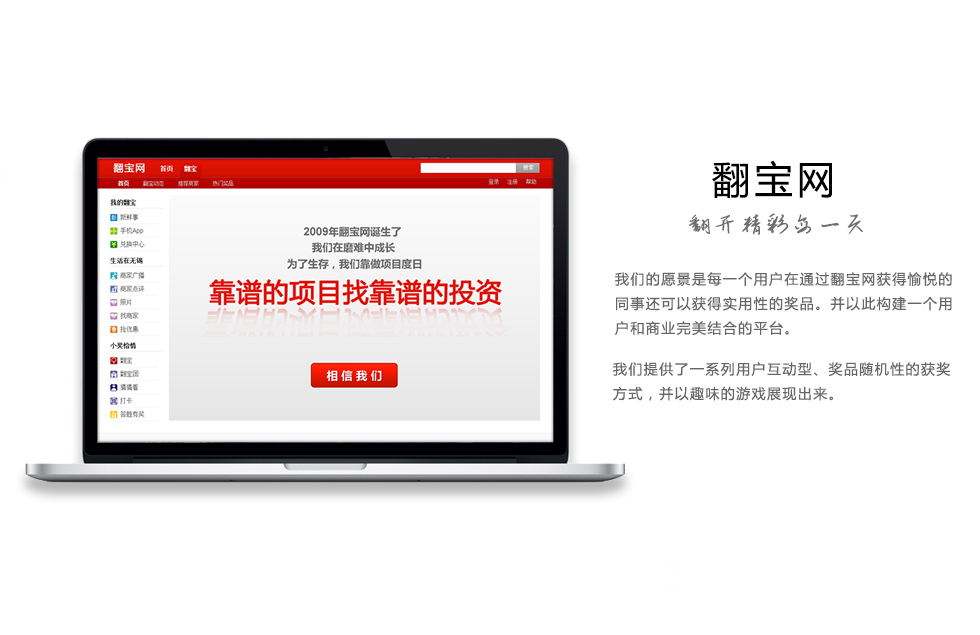 翻宝网
首页
翻宝
搜索
首页
翻宝动态
推荐商家
热门奖品
登录
注册
帮助
我的翻宝
新鲜事
手机App
兑换中心
生活在无锡
商家广播
商家点评
照片
找商家
抢优惠
小奖怡情
翻宝
翻宝团
猜猜看
打卡
答题有奖
2009年翻宝网诞生了
我们在磨难中成长
为了生存，我们靠做项目度日
靠谱的项目找靠谱的投资
相信我们
翻宝网
翻开精彩每一天
我们的愿景是每一个用户在通过翻宝网获得愉悦的
同事还可以获得实用性的奖品。并以此构建一个用
户和商业完美结合的平台。
我们提供了一系列用户互动型、奖品随机性的获奖
方式，并以趣味的游戏展现出来。